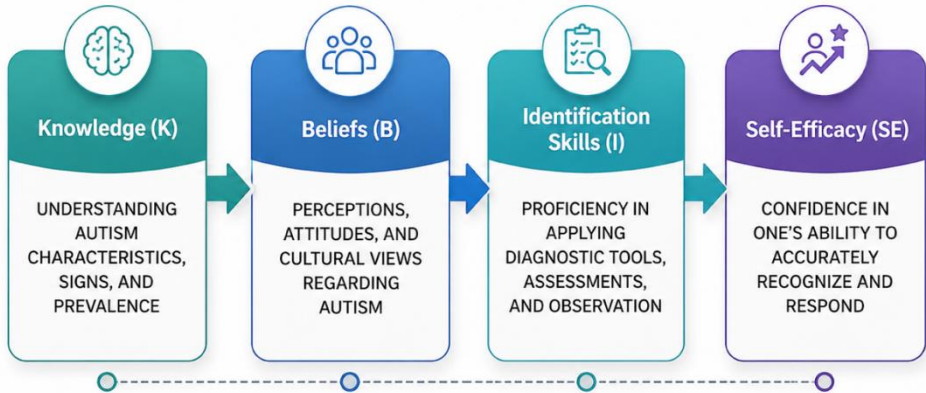 Knowledge (K)
UNDERSTANDING
AUTISM
CHARACTERISTICS,
SIGNS, AND
PREVALENCE
Beliefs (B)
PERCEPTIONS,
ATTITUDES, AND
CULTURAL VIEWS
REGARDING
AUTISM
Identification
Skills (I)
PROFICIENCY IN
APPLYING
DIAGNOSTIC TOOLS,
ASSESSMENTS,
AND OBSERVATION
Self-Efficacy (SE)
CONFIDENCE IN
ONE'S ABILITY TO
ACCURATELY
RECOGNIZE AND
RESPOND